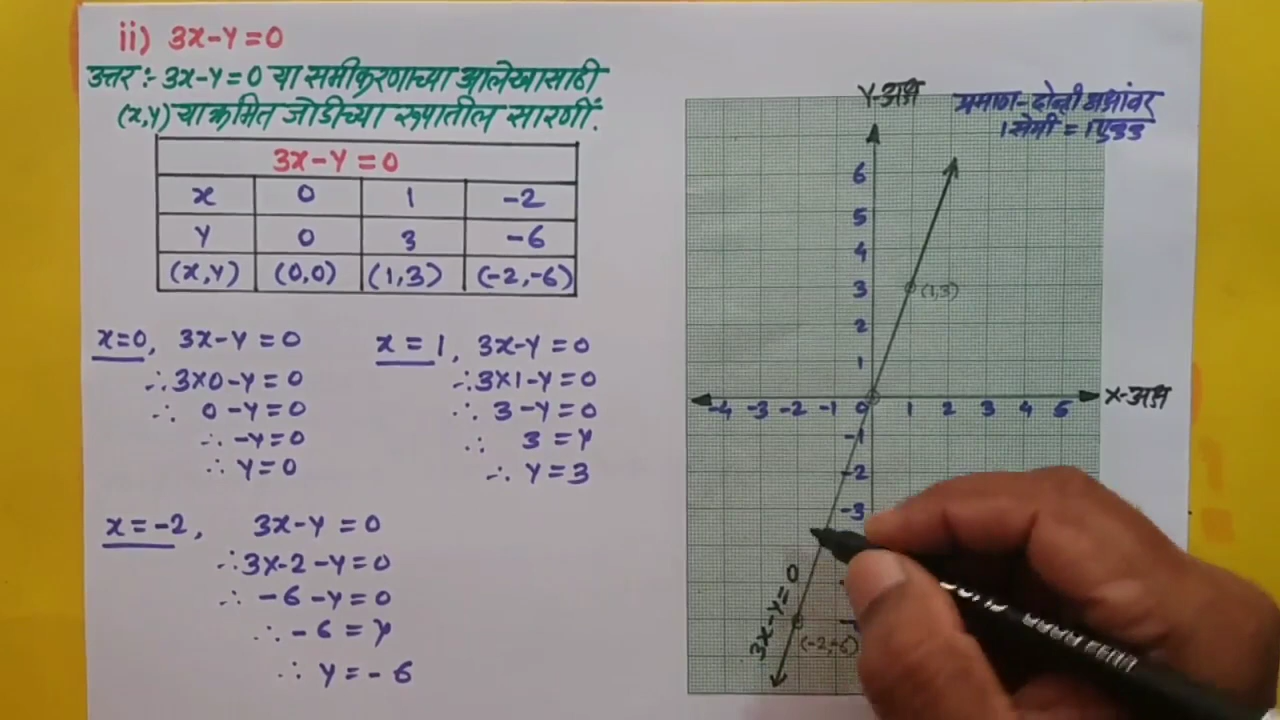 ii) 3x-Y=0
उत्तर :- 3x-Y=0 या समीकरणाच्या आलेखासाठी
(x,Y) या क्रमित जोडीच्या रूपातील सारणी.
3x-Y=0
x 0 1 -2
Y 0 3 -6
(x,Y) (0,0) (1,3) (-2,-6)
x=0, 3x-Y=0
∴3×0-Y=0
∴ 0-Y=0
∴ -Y=0
∴ Y=0
x = 1, 3x-Y=0
∴3×1-Y=0
∴ 3-Y=0
∴ 3=Y
∴ Y=3
x=-2, 3x-Y=0
∴3×-2-Y=0
∴ -6-Y=0
∴ -6=Y
∴ Y=-6
Y-अक्ष
प्रमाण- दोन्ही अक्षांवर
1सेमी = 1एकक
6
5
4
3
(1,3)
2
1
-4 -3 -2 -1 0 1 2 3 4 5
X-अक्ष
-1
-2
-3
3x-Y=0
(-2,-6)